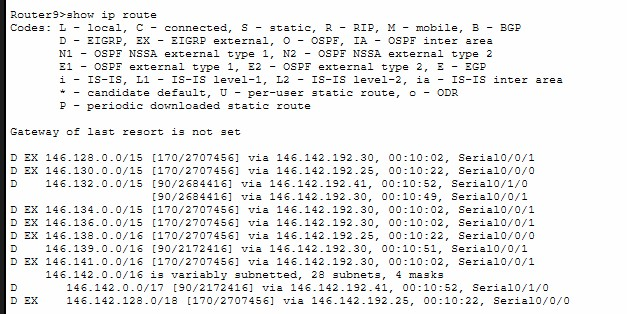 Router9>show ip route
Codes: L - local, C - connected, S - static, R - RIP, M - mobile, B - BGP
D - EIGRP, EX - EIGRP external, O - OSPF, IA - OSPF inter area
N1 - OSPF NSSA external type 1, N2 - OSPF NSSA external type 2
E1 - OSPF external type 1, E2 - OSPF external type 2, E - EGP
i - IS-IS, L1 - IS-IS level-1, L2 - IS-IS level-2, ia - IS-IS inter area
* - candidate default, U - per-user static route, o - ODR
P - periodic downloaded static route
Gateway of last resort is not set
D EX 146.128.0.0/15 [170/2707456] via 146.142.192.30, 00:10:02, Serial0/0/1
D EX 146.130.0.0/15 [170/2707456] via 146.142.192.25, 00:10:22, Serial0/0/0
D 146.132.0.0/15 [90/2684416] via 146.142.192.41, 00:10:52, Serial0/1/0
[90/2684416] via 146.142.192.30, 00:10:49, Serial0/0/1
D EX 146.134.0.0/15 [170/2707456] via 146.142.192.30, 00:10:02, Serial0/0/1
D EX 146.136.0.0/15 [170/2707456] via 146.142.192.30, 00:10:02, Serial0/0/1
D EX 146.138.0.0/16 [170/2707456] via 146.142.192.25, 00:10:22, Serial0/0/0
D 146.139.0.0/16 [90/2172416] via 146.142.192.30, 00:10:51, Serial0/0/1
D EX 146.141.0.0/16 [170/2707456] via 146.142.192.30, 00:10:02, Serial0/0/1
146.142.0.0/16 is variably subnetted, 28 subnets, 4 masks
D 146.142.0.0/17 [90/2172416] via 146.142.192.41, 00:10:52, Serial0/1/0
D EX 146.142.128.0/18 [170/2707456] via 146.142.192.25, 00:10:22, Serial0/0/0